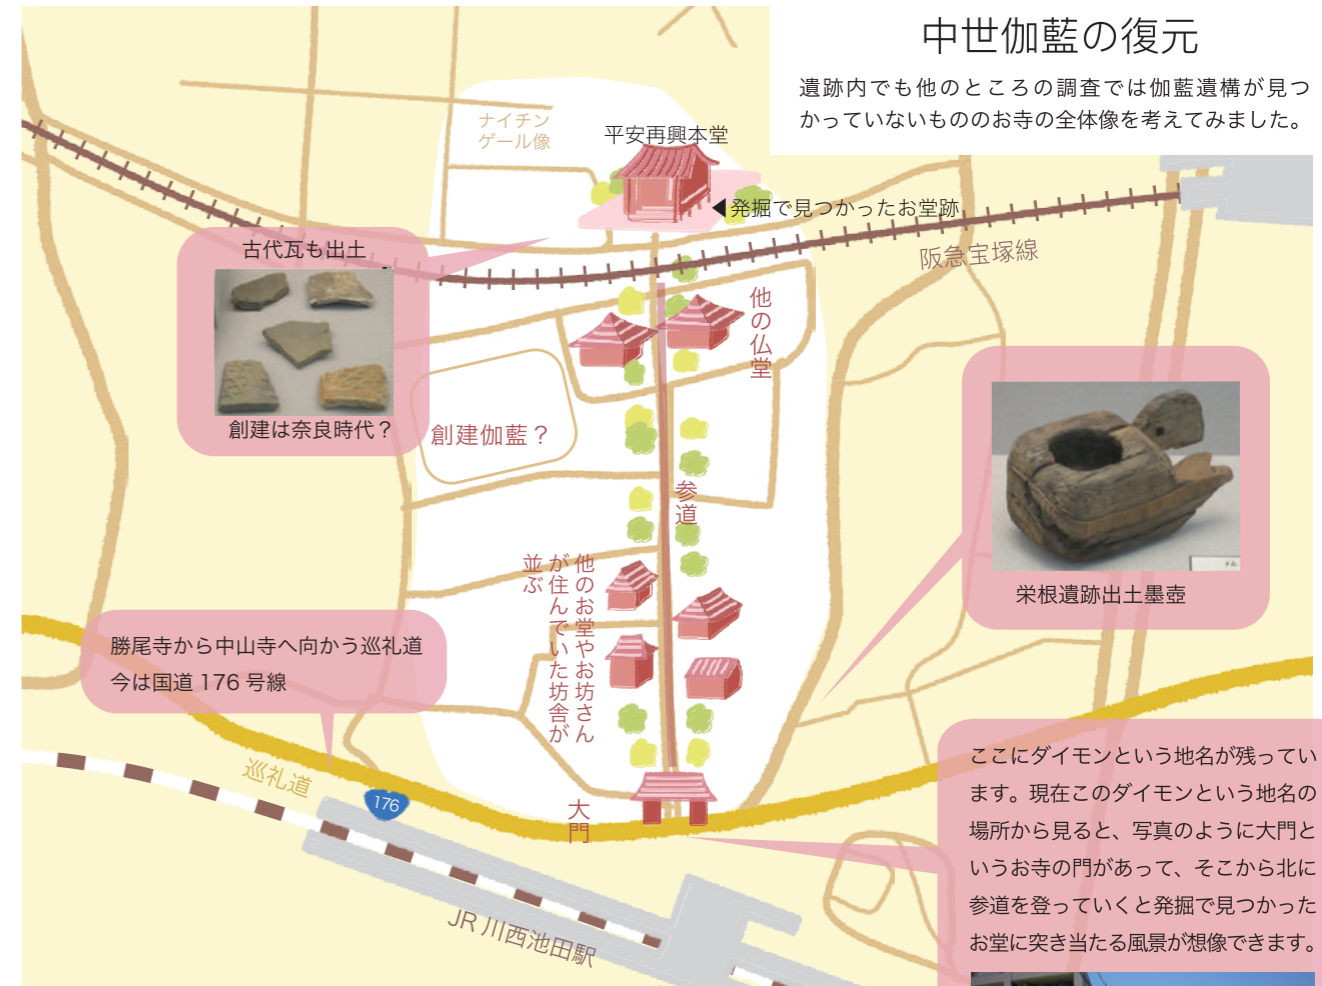 中世伽藍の復元
遺跡内でも他のところの調査では伽藍遺構が見つ
かっていないもののお寺の全体像を考えてみました。
ナイチン
ゲール像
平安再興本堂
◀発掘で見つかったお堂跡
阪急宝塚線
古代瓦も出土
創建は奈良時代？
他の仏堂
創建伽藍？
参道
栄根遺跡出土墨壺
他のお堂やお坊さん
が住んでいた坊舎が
並ぶ
勝尾寺から中山寺へ向かう巡礼道
今は国道 176 号線
巡礼道
176
大門
JR 川西池田駅
ここにダイモンという地名が残ってい
ます。現在このダイモンという地名の
場所から見ると、写真のように大門と
いうお寺の門があって、そこから北に
参道を登っていくと発掘で見つかった
お堂に突き当たる風景が想像できます。